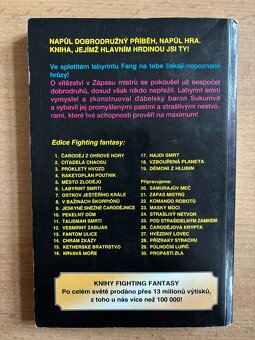 NAPŮL DOBRODRUŽNÝ PŘÍBĚH, NAPŮL HRA.
KNIHA, JEJÍMŽ HLAVNÍM HRDINOU JSI TY!
Ve spletitém labyrintu Fang na tebe čekají nepoznané
hrůzy!
O vítězství v Zápasu mistrů se pokoušel už nespočet
dobrodruhů, dosud však nikdo nepřežil. Labyrint smrti
vymyslel a zkonstruoval ďábelský baron Sukumvit
a vybavil jej promyšlenými pastmi a strašlivými nestvů-
rami, které tvé schopnosti prověří na maximum!
Edice Fighting fantasy:
1. ČARODĚJ Z OHŇOVÉ HORY
2. CITADELA CHAOSU
3. PROKLETÝ HVOZD
4. RAKETOPLÁN POUTNÍK
5. MĚSTO ZLODĚJŮ
6. LABYRINT SMRTI
7. OSTROV JEŠTĚRÍHO KRÁLE
8. V BAŽINÁCH ŠKORPIÓNŮ
9. JESKYNĚ SNĚŽNÉ ČARODĚJNICE
10. PEKELNÝ DŮM
11. TALISMAN SMRTI
12. VESMÍRNÝ ZABIJÁK
13. FANTOM ULICE
14. CHRÁM ZKÁZY
15. KETHERSKÉ BRATRSTVO
16. KRVAVÁ MOŘE
17. NAJDI SMRT
18. VZBOUŘENÁ PLANETA
19. DÉMONI Z HLUBIN
Připravujeme:
20. SAMURAJŮV MEČ
21. ZÁPAS MISTRŮ
22. KOMANDO ROBOTŮ
23. MASKY MOCI
24. STRAŠLIVÝ NETVOR
25. POD STRAŠIDELNÝM ZÁMKEM
26. ČARODĚJOVA KRYPTA
27. HVĚZDNÝ LOVEC
28. PŘÍZRAKY STRACHU
29. PŮLNOČNÍ LUPIČ
30. PROPASTI ZLA
KNIHY FIGHTING FANTASY
Po celém světě prodáno přes 13 milionů výtisků,
z toho u nás více než 100 000!